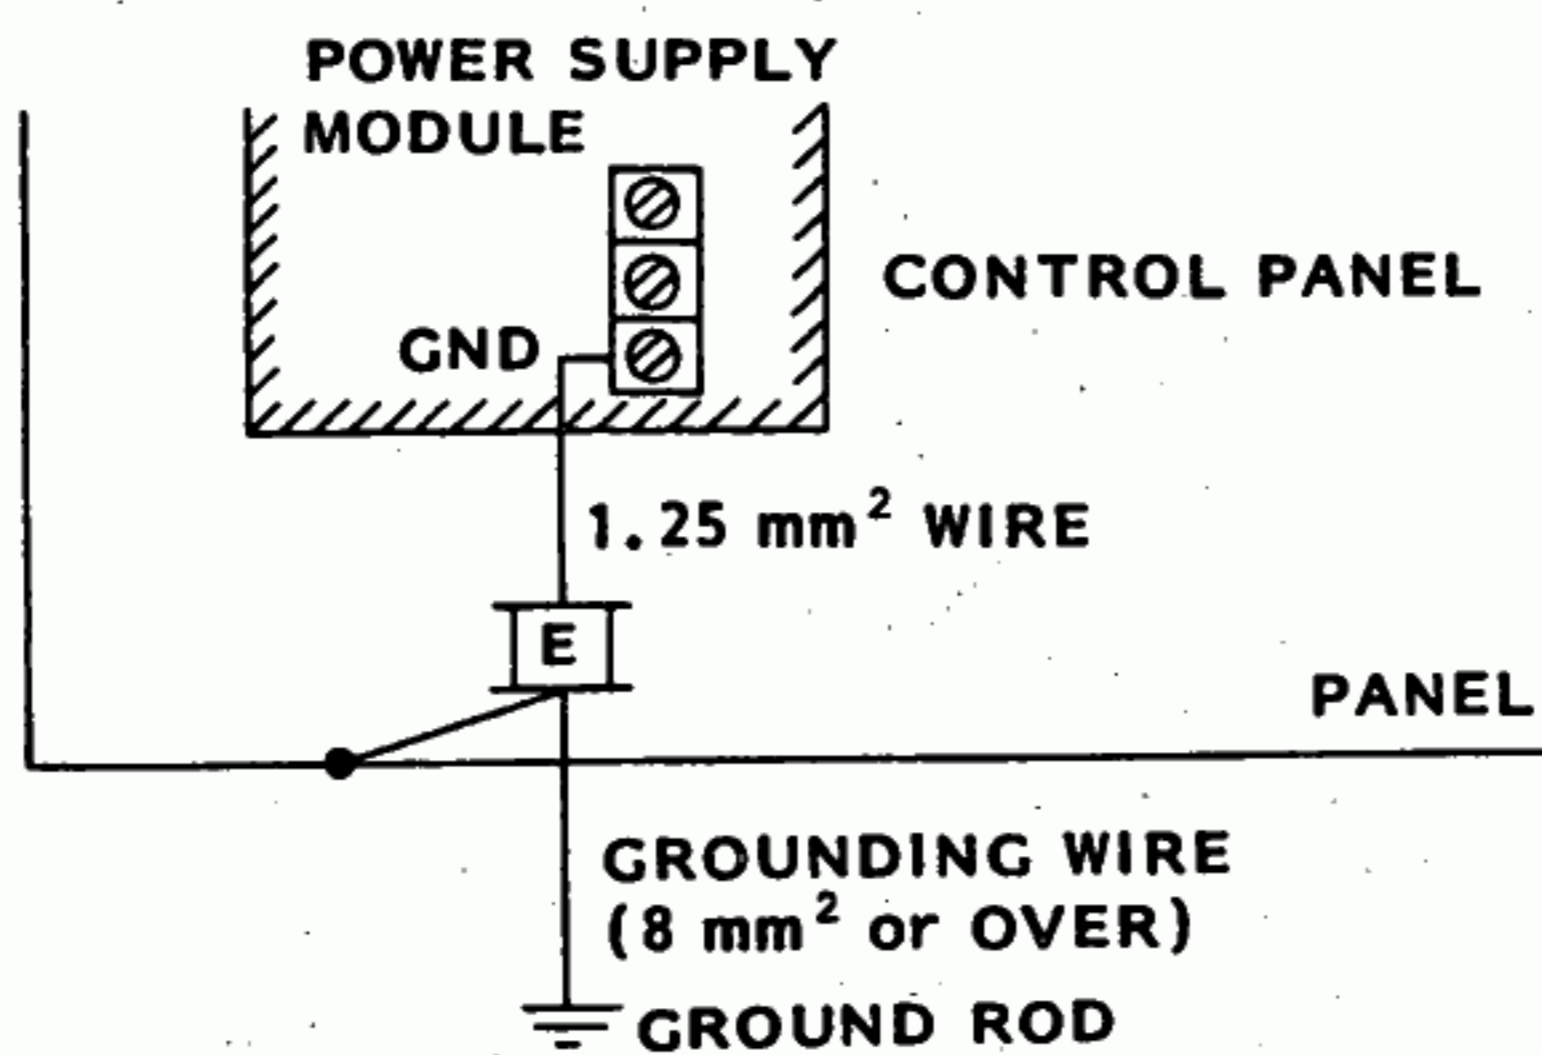 POWER SUPPLY
MODULE
CONTROL PANEL
GND
1.25 mm² WIRE
E
PANEL
GROUNDING WIRE
(8 mm² or OVER)
GROUND ROD